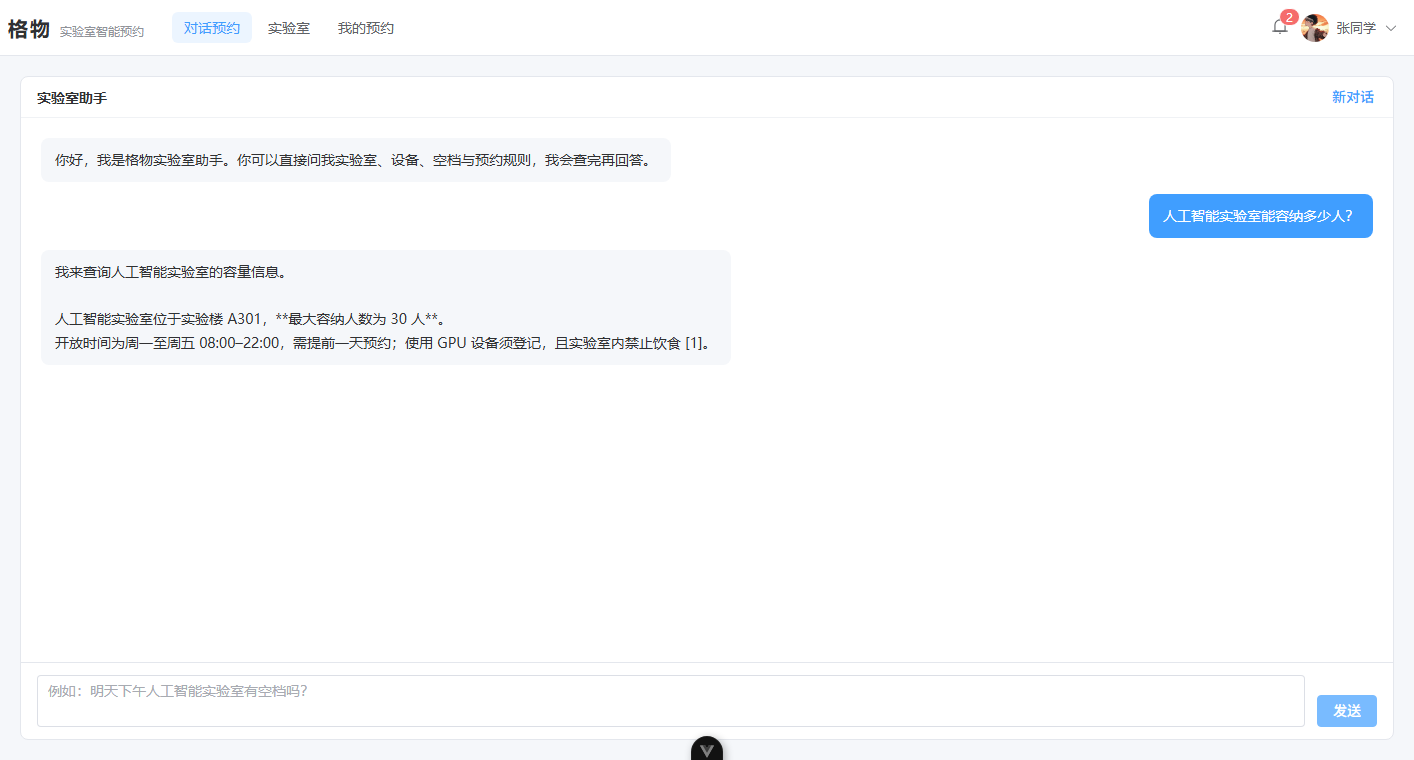 格物 实验室智能预约 对话预约 实验室 我的预约 2 张同学
实验室助手 新对话
你好，我是格物实验室助手。你可以直接问我实验室、设备、空档与预约规则，我会查完再回答。
人工智能实验室能容纳多少人？
我来查询人工智能实验室的容量信息。
人工智能实验室位于实验楼 A301，**最大容纳人数为 30 人**。
开放时间为周一至周五 08:00–22:00，需提前一天预约；使用 GPU 设备须登记，且实验室内禁止饮食 [1]。
例如：明天下午人工智能实验室有空档吗？
发送